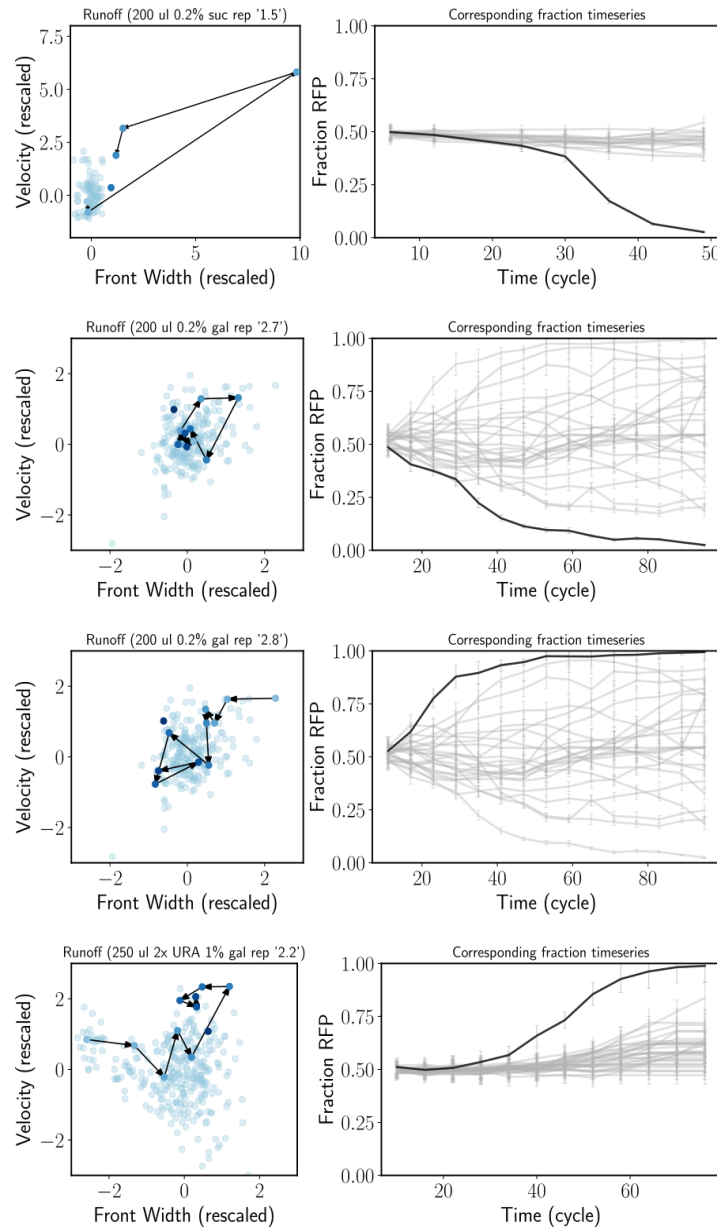 Runoff (200 ul 0.2% suc rep '1.5')
Corresponding fraction timeseries
Velocity (rescaled)
7.5
5.0
2.5
0.0
0
5
10
Front Width (rescaled)
Fraction RFP
1.00
0.75
0.50
0.25
0.00
10
20
30
40
50
Time (cycle)
Runoff (200 ul 0.2% gal rep '2.7')
Corresponding fraction timeseries
Velocity (rescaled)
2
0
−2
−2
0
2
Front Width (rescaled)
Fraction RFP
1.00
0.75
0.50
0.25
0.00
20
40
60
80
Time (cycle)
Runoff (200 ul 0.2% gal rep '2.8')
Corresponding fraction timeseries
Velocity (rescaled)
2
0
−2
−2
0
2
Front Width (rescaled)
Fraction RFP
1.00
0.75
0.50
0.25
0.00
20
40
60
80
Time (cycle)
Runoff (250 ul 2x URA 1% gal rep '2.2')
Corresponding fraction timeseries
Velocity (rescaled)
2
0
−2
−2
0
2
Front Width (rescaled)
Fraction RFP
1.00
0.75
0.50
0.25
0.00
20
40
60
Time (cycle)